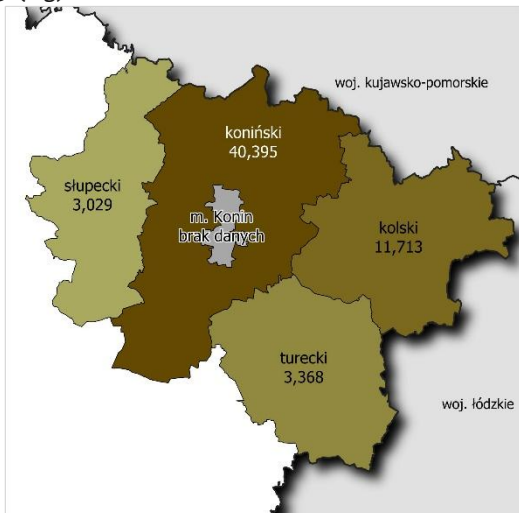 woj. kujawsko-pomorskie
koniński
40,395
słupecki
3,029
m. Konin
brak danych
kolski
11,713
turecki
3,368
woj. łódzkie